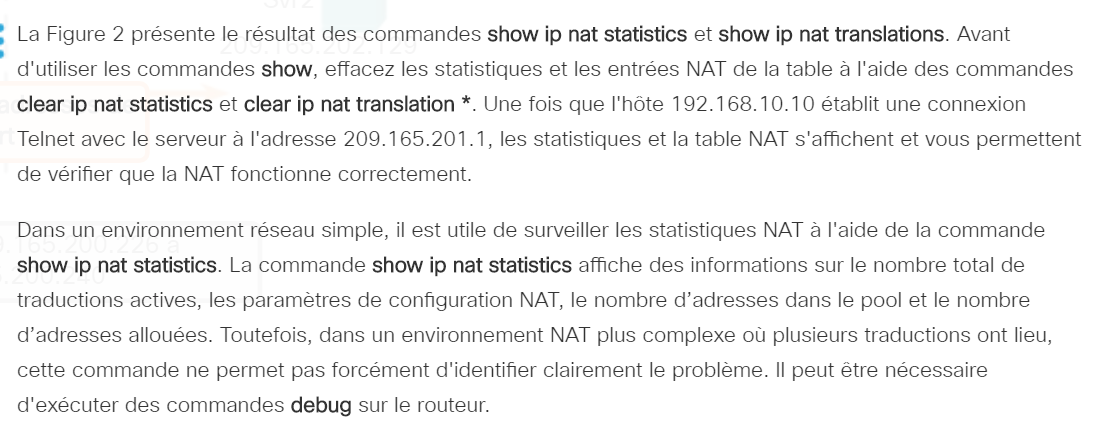 La Figure 2 présente le résultat des commandes show ip nat statistics et show ip nat translations. Avant
d'utiliser les commandes show, effacez les statistiques et les entrées NAT de la table à l'aide des commandes
clear ip nat statistics et clear ip nat translation *. Une fois que l'hôte 192.168.10.10 établit une connexion
Telnet avec le serveur à l'adresse 209.165.201.1, les statistiques et la table NAT s'affichent et vous permettent
de vérifier que la NAT fonctionne correctement.
Dans un environnement réseau simple, il est utile de surveiller les statistiques NAT à l'aide de la commande
show ip nat statistics. La commande show ip nat statistics affiche des informations sur le nombre total de
traductions actives, les paramètres de configuration NAT, le nombre d’adresses dans le pool et le nombre
d’adresses allouées. Toutefois, dans un environnement NAT plus complexe où plusieurs traductions ont lieu,
cette commande ne permet pas forcément d'identifier clairement le problème. Il peut être nécessaire
d'exécuter des commandes debug sur le routeur.